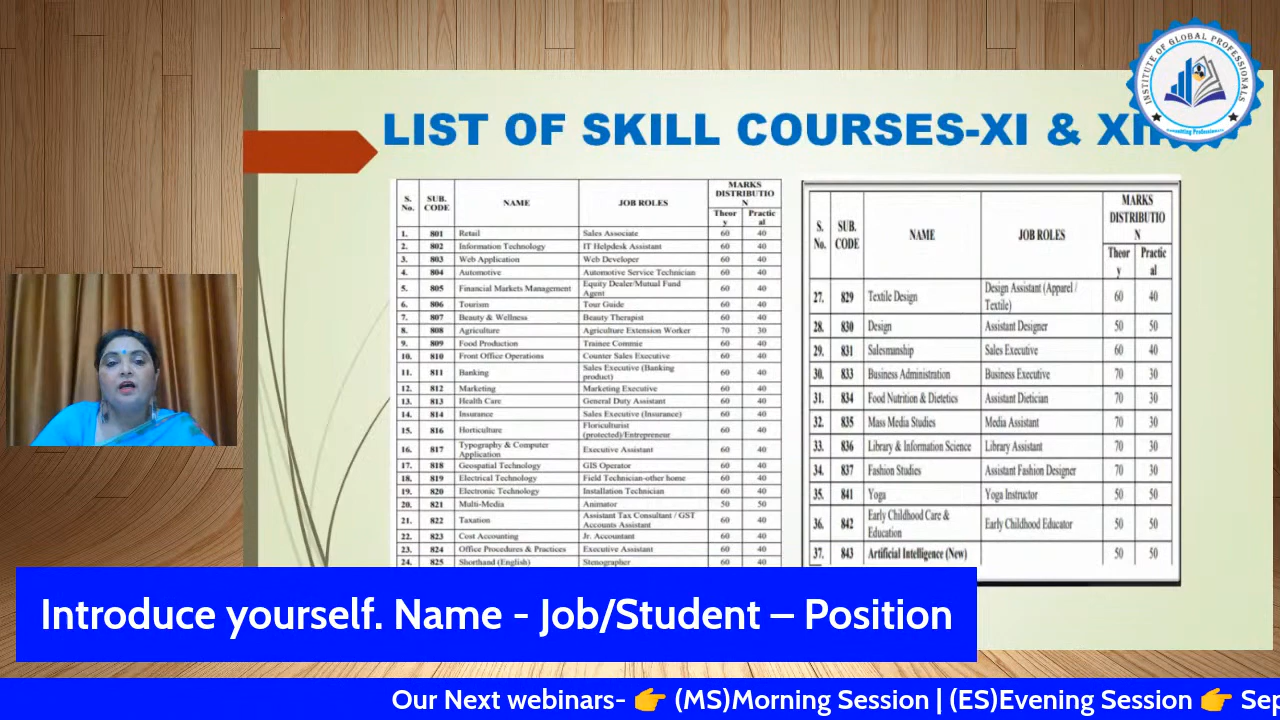 INSTITUTE OF GLOBAL PROFESSIONALS
Consulting Professionals
LIST OF SKILL COURSES-XI & XII
S. No. SUB. CODE NAME JOB ROLES MARKS DISTRIBUTIO N
Theor y Practic al
1. 801 Retail Sales Associate 60 40
2. 802 Information Technology IT Helpdesk Assistant 60 40
3. 803 Web Application Web Developer 60 40
4. 804 Automotive Automotive Service Technician 60 40
5. 805 Financial Markets Management Equity Dealer/Mutual Fund Agent 60 40
6. 806 Tourism Tour Guide 60 40
7. 807 Beauty & Wellness Beauty Therapist 60 40
8. 808 Agriculture Agriculture Extension Worker 70 30
9. 809 Food Production Trainee Commie 60 40
10. 810 Front Office Operations Counter Sales Executive 60 40
11. 811 Banking Sales Executive (Banking product) 60 40
12. 812 Marketing Marketing Executive 60 40
13. 813 Health Care General Duty Assistant 60 40
14. 814 Insurance Sales Executive (Insurance) 60 40
15. 816 Horticulture Floriculturist (protected)/Entrepreneur 60 40
16. 817 Typography & Computer Application Executive Assistant 60 40
17. 818 Geospatial Technology GIS Operator 60 40
18. 819 Electrical Technology Field Technician-other home 60 40
19. 820 Electronic Technology Installation Technician 60 40
20. 821 Multi-Media Animator 50 50
21. 822 Taxation Assistant Tax Consultant / GST Accounts Assistant 60 40
22. 823 Cost Accounting Jr. Accountant 60 40
23. 824 Office Procedures & Practices Executive Assistant 60 40
24. 825 Shorthand (English) Stenographer 60 40
S. No. SUB. CODE NAME JOB ROLES MARKS DISTRIBUTIO N
Theor y Practic al
27. 829 Textile Design Design Assistant (Apparel / Textile) 60 40
28. 830 Design Assistant Designer 50 50
29. 831 Salesmanship Sales Executive 60 40
30. 833 Business Administration Business Executive 70 30
31. 834 Food Nutrition & Dietetics Assistant Dietician 70 30
32. 835 Mass Media Studies Media Assistant 70 30
33. 836 Library & Information Science Library Assistant 70 30
34. 837 Fashion Studies Assistant Fashion Designer 70 30
35. 841 Yoga Yoga Instructor 50 50
36. 842 Early Childhood Care & Education Early Childhood Educator 50 50
37. 843 Artificial Intelligence (New) 50 50
Introduce yourself. Name - Job/Student – Position
Our Next webinars- 👉 (MS)Morning Session | (ES)Evening Session 👉 Sep